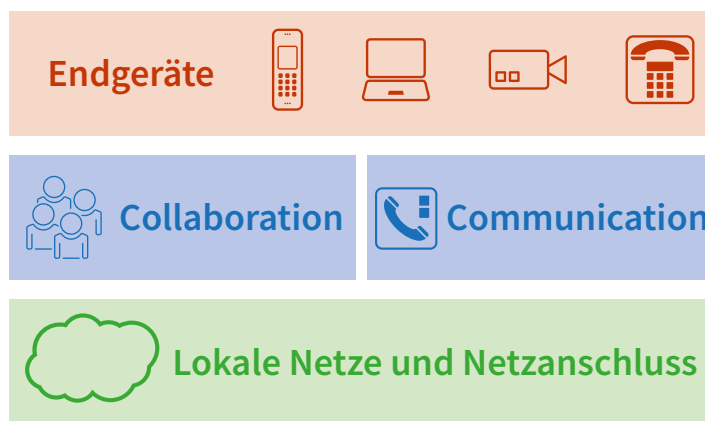 Endgeräte
Collaboration
Communication
Lokale Netze und Netzanschluss